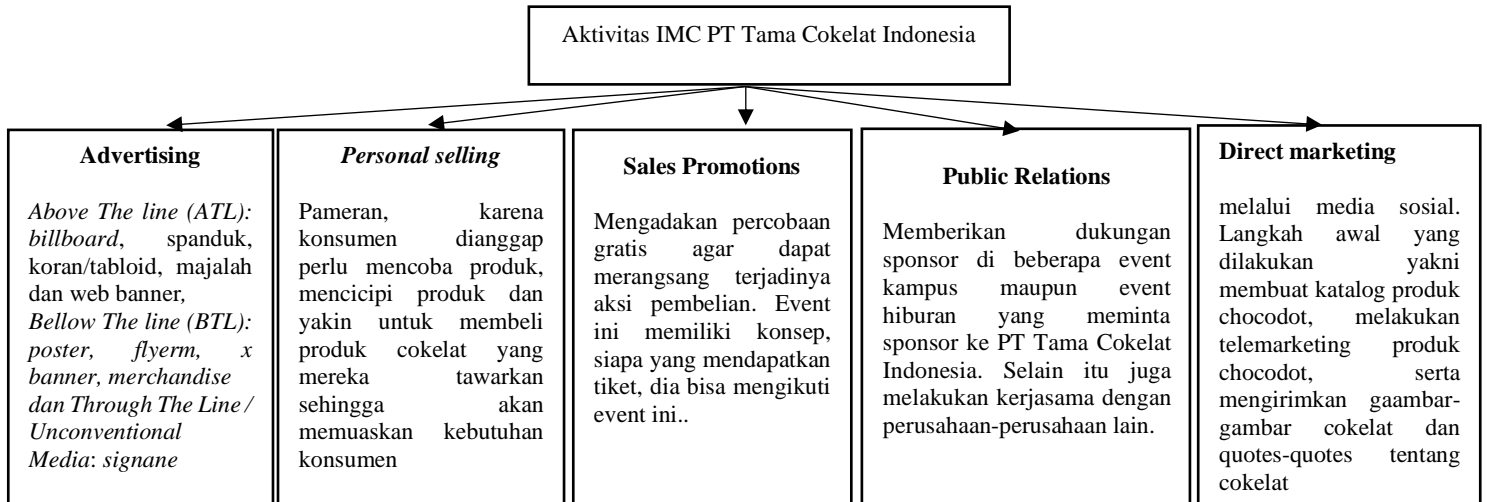 Aktivitas IMC PT Tama Cokelat Indonesia
Advertising
Above The line (ATL):
billboard, spanduk,
koran/tabloid, majalah
dan web banner,
Bellow The line (BTL):
poster, flyerm, x
banner, merchandise
dan Through The Line /
Unconventional
Media: signane
Personal selling
Pameran, karena
konsumen dianggap
perlu mencoba produk,
mencicipi produk dan
yakin untuk membeli
produk cokelat yang
mereka tawarkan
sehingga akan
memuaskan kebutuhan
konsumen
Sales Promotions
Mengadakan percobaan
gratis agar dapat
merangsang terjadinya
aksi pembelian. Event
ini memiliki konsep,
siapa yang mendapatkan
tiket, dia bisa mengikuti
event ini..
Public Relations
Memberikan dukungan
sponsor di beberapa event
kampus maupun event
hiburan yang meminta
sponsor ke PT Tama Cokelat
Indonesia. Selain itu juga
melakukan kerjasama dengan
perusahaan-perusahaan lain.
Direct marketing
melalui media sosial.
Langkah awal yang
dilakukan yakni
membuat katalog produk
chocodot, melakukan
telemarketing produk
chocodot, serta
mengirimkan gaambar-
gambar cokelat dan
quotes-quotes tentang
cokelat